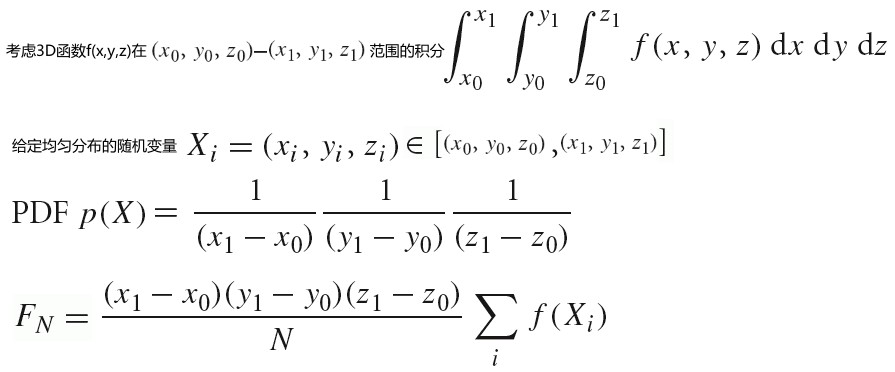 考虑3D函数f(x,y,z)在 (x₀, y₀, z₀)–(x₁, y₁, z₁) 范围的积分 ∫_{x₀}^{x₁} ∫_{y₀}^{y₁} ∫_{z₀}^{z₁} f(x, y, z) dx dy dz
给定均匀分布的随机变量 Xᵢ = (xᵢ, yᵢ, zᵢ) ∈ [(x₀, y₀, z₀) ,(x₁, y₁, z₁)]
PDF p(X) = 1/(x₁ − x₀) 1/(y₁ − y₀) 1/(z₁ − z₀)
F_N = (x₁ − x₀)(y₁ − y₀)(z₁ − z₀)/N ∑ᵢ f(Xᵢ)